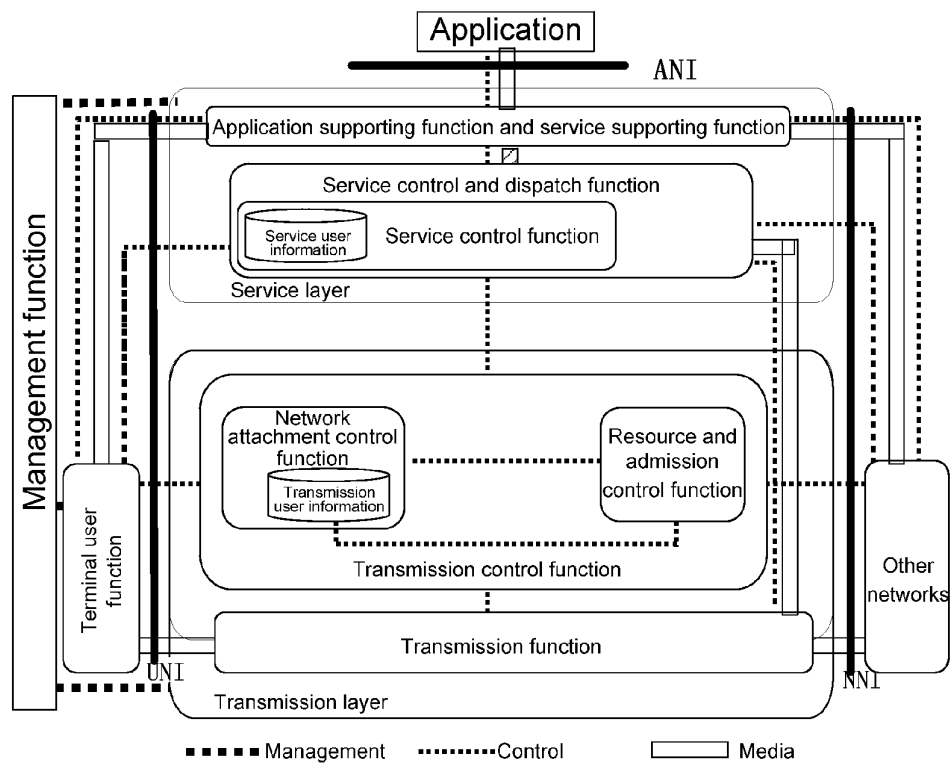 Application
ANI
Application supporting function and service supporting function
Service control and dispatch function
Service user
information
Service control function
Service layer
Management function
Network
attachment control
function
Transmission
user information
Resource and
admission
control function
Transmission control function
Terminal user
function
Other
networks
Transmission function
UNI
NNI
Transmission layer
Management
Control
Media